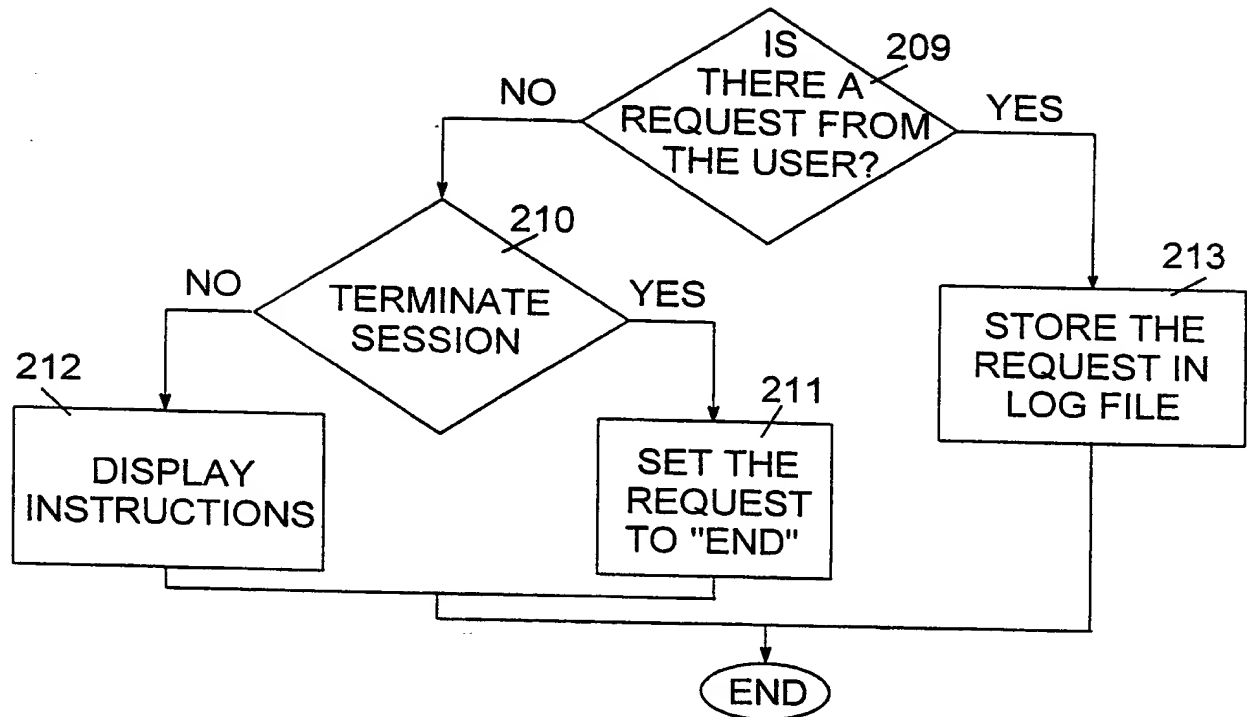 IS
THERE A
REQUEST FROM
THE USER?
209
NO
YES
210
TERMINATE
SESSION
NO
YES
213
STORE THE
REQUEST IN
LOG FILE
212
DISPLAY
INSTRUCTIONS
211
SET THE
REQUEST
TO "END"
END